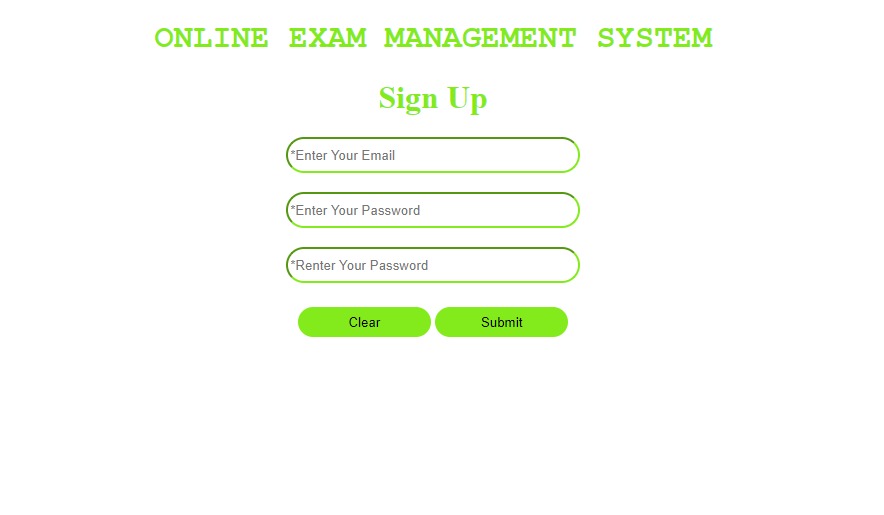 ONLINE EXAM MANAGEMENT SYSTEM
Sign Up
*Enter Your Email
*Enter Your Password
*Renter Your Password
Clear Submit